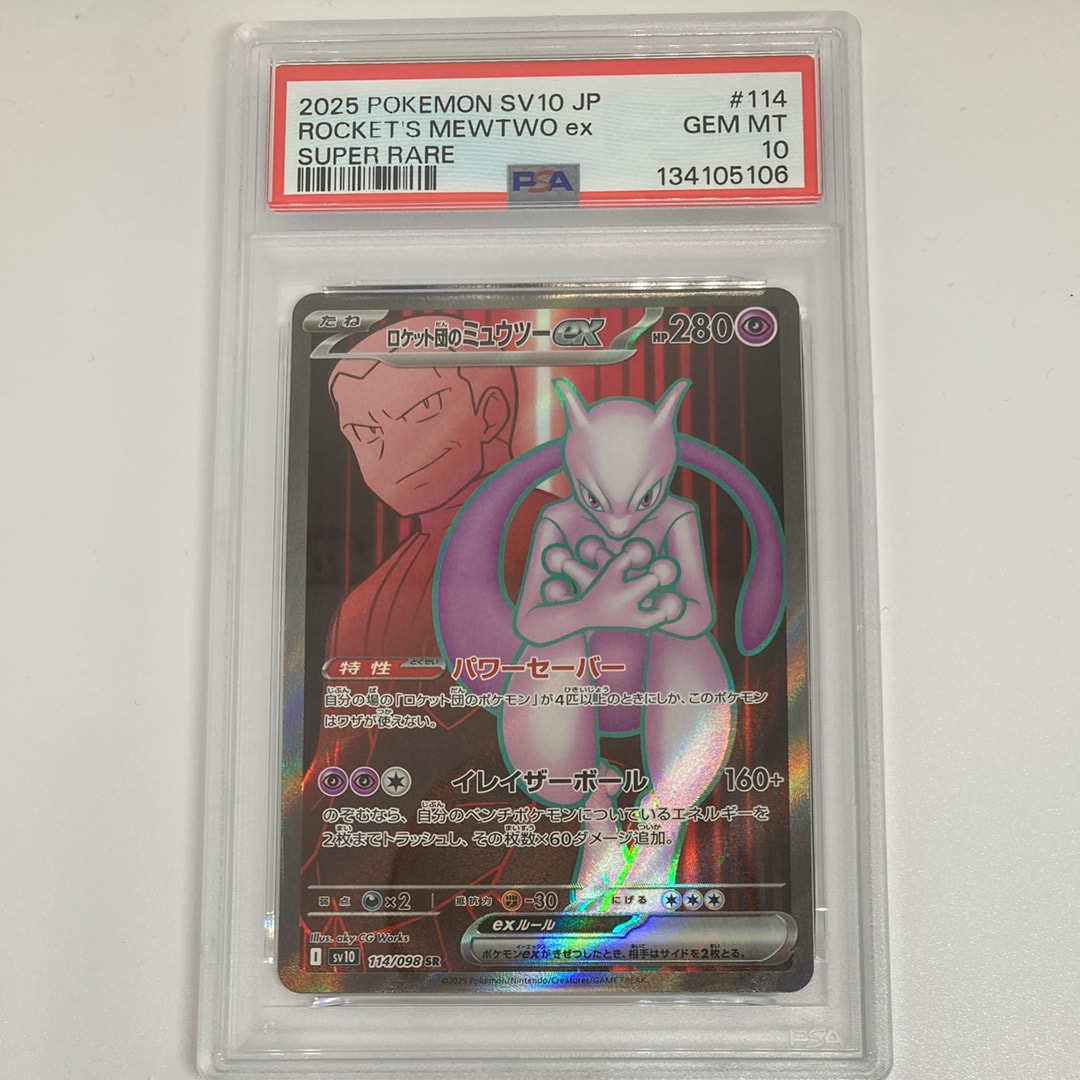 2025 POKEMON SV10 JP #114
ROCKET'S MEWTWO ex GEM MT
SUPER RARE 10
PSA 134105106
たね ロケット団のミュウツーex HP280
特性 とくせい パワーセーバー
自分の場の「ロケット団のポケモン」が4匹以上のときにしか、このポケモン
はワザが使えない。
イレイザーボール 160+
のぞむなら、自分のベンチポケモンについているエネルギーを
2枚までトラッシュし、その枚数×60ダメージ追加。
弱点 ×2 抵抗力 -30 にげる
exルール
ポケモンexがきぜつしたとき、相手はサイドを2枚とる。
Illus. aky CG Works
I sv10 114/098 SR
©2025 Pokémon/Nintendo/Creatures/GAME FREAK.
PSA